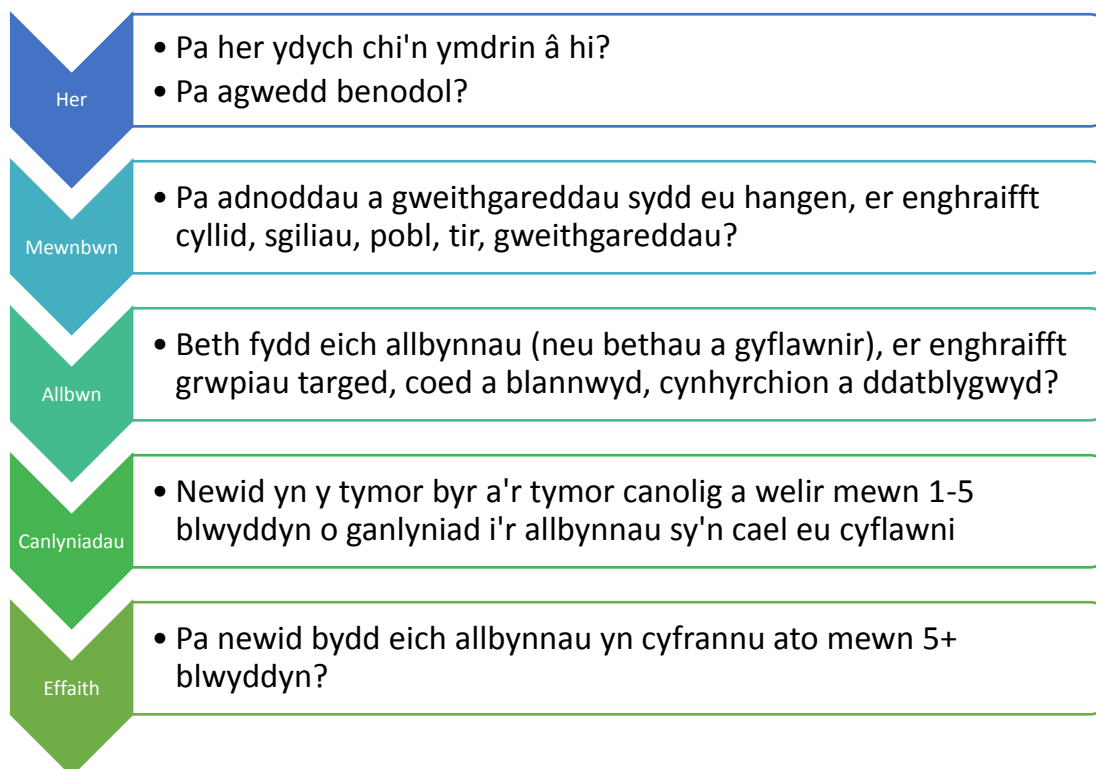 Her
• Pa her ydych chi'n ymdrin â hi?
• Pa agwedd benodol?
Mewnbwn
• Pa adnoddau a gweithgareddau sydd eu hangen, er enghraifft
cyllid, sgiliau, pobl, tir, gweithgareddau?
Allbwn
• Beth fydd eich allbynnau (neu bethau a gyflawnir), er enghraifft
grwpiau targed, coed a blannwyd, cynhyrchion a ddatblygwyd?
Canlyniadau
• Newid yn y tymor byr a'r tymor canolig a welir mewn 1-5
blwyddyn o ganlyniad i'r allbynnau sy'n cael eu cyflawni
Effaith
• Pa newid bydd eich allbynnau yn cyfrannu ato mewn 5+
blwyddyn?